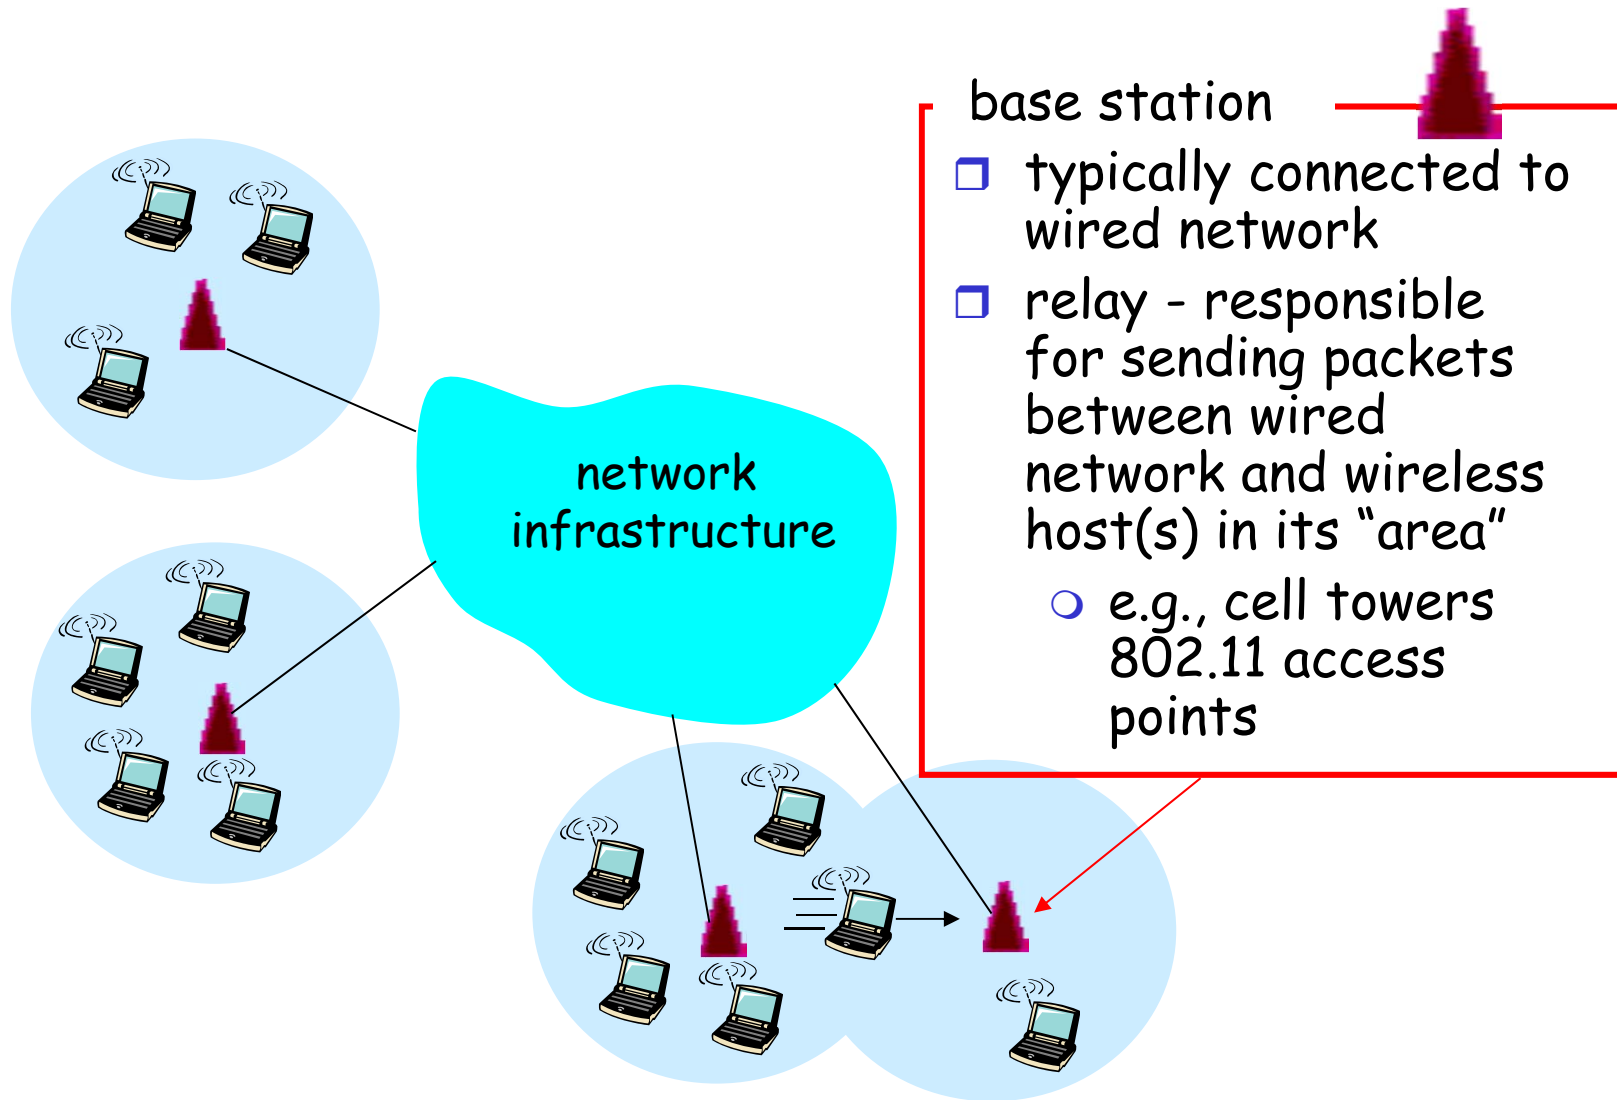 base station
typically connected to
wired network
relay - responsible
for sending packets
between wired
network and wireless
host(s) in its “area”
e.g., cell towers
802.11 access
points
network
infrastructure